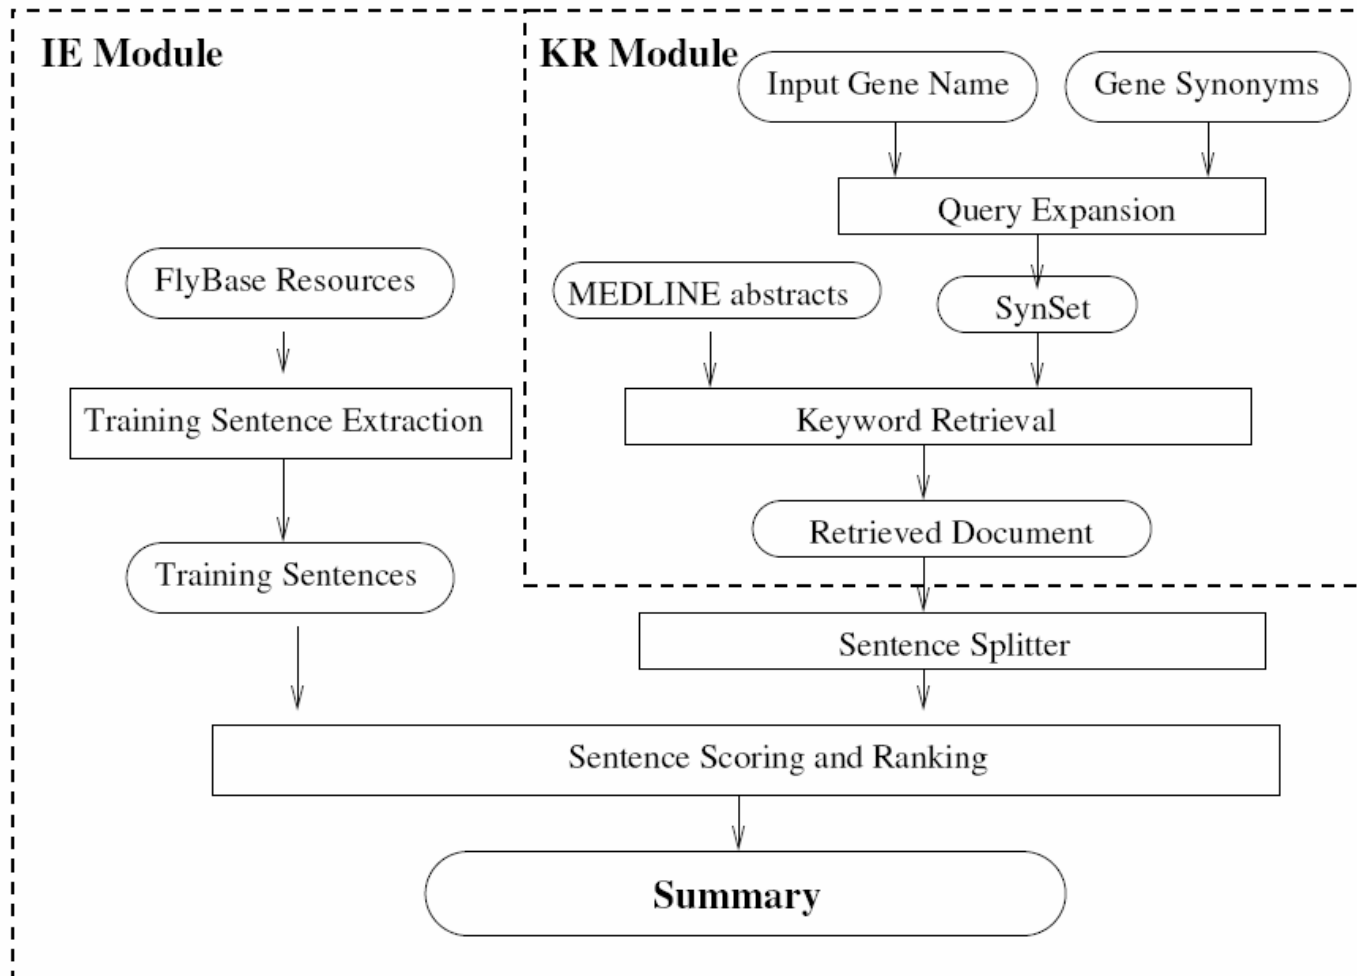 IE Module
KR Module
Input Gene Name
Gene Synonyms
Query Expansion
FlyBase Resources
MEDLINE abstracts
SynSet
Training Sentence Extraction
Keyword Retrieval
Retrieved Document
Training Sentences
Sentence Splitter
Sentence Scoring and Ranking
Summary